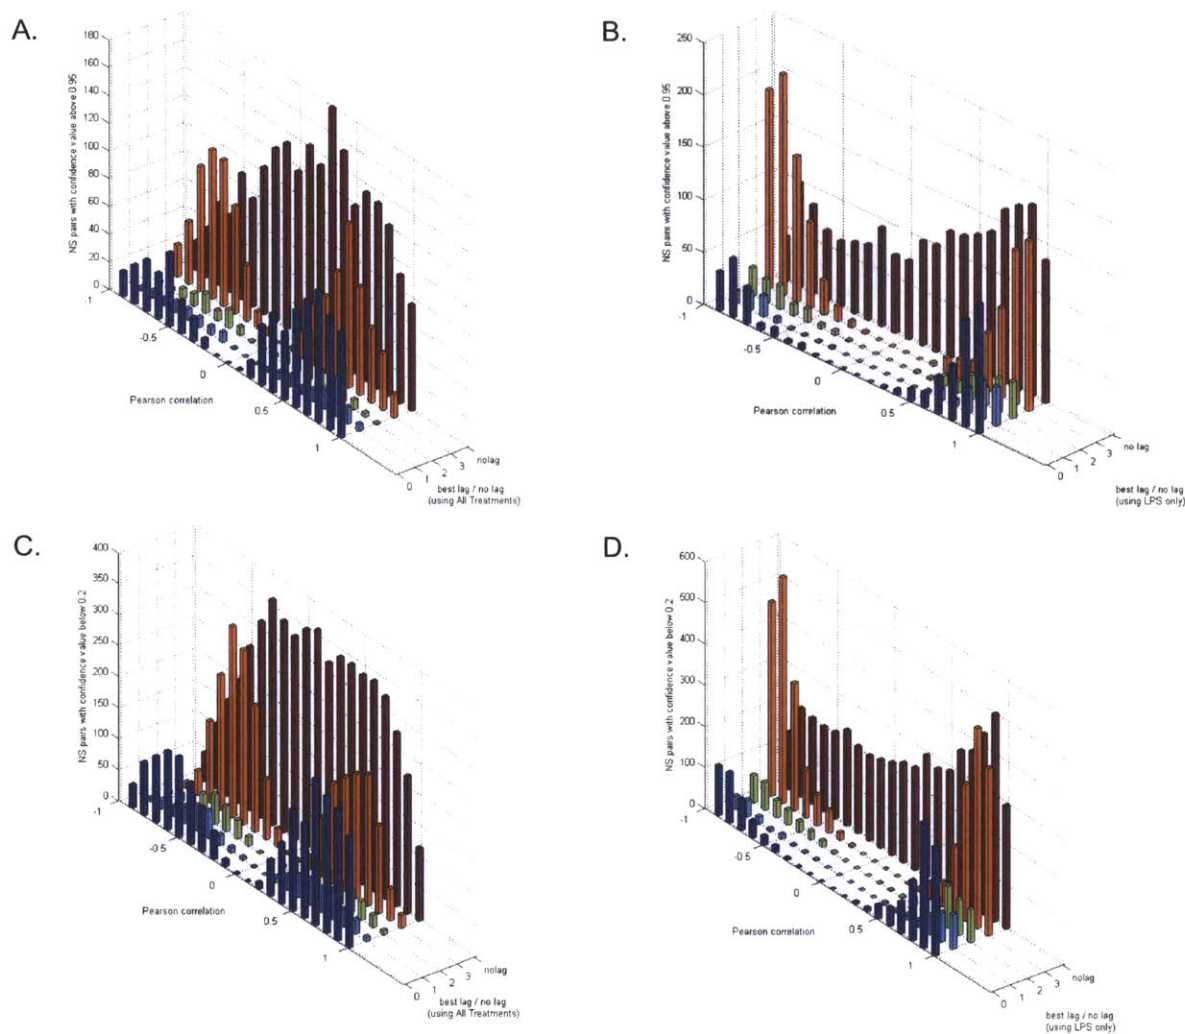 A.
NS pairs with confidence value above 0.95
180
160
140
120
100
80
60
40
20
0
-1
-0.5
0
0.5
1
Pearson correlation
0
1
2
3
nolag
best lag / no lag
(using All Treatments)
B.
NS pairs with confidence value above 0.95
250
200
150
100
50
0
-1
-0.5
0
0.5
1
Pearson correlation
0
1
2
3
no lag
best lag / no lag
(using LPS only)
C.
NS pairs with confidence value below 0.2
400
350
300
250
200
150
100
50
0
-1
-0.5
0
0.5
1
Pearson correlation
0
1
2
3
nolag
best lag / no lag
(using All Treatments)
D.
NS pairs with confidence value below 0.2
600
500
400
300
200
100
0
-1
-0.5
0
0.5
1
Pearson correlation
0
1
2
3
nolag
best lag / no lag
(using LPS only)